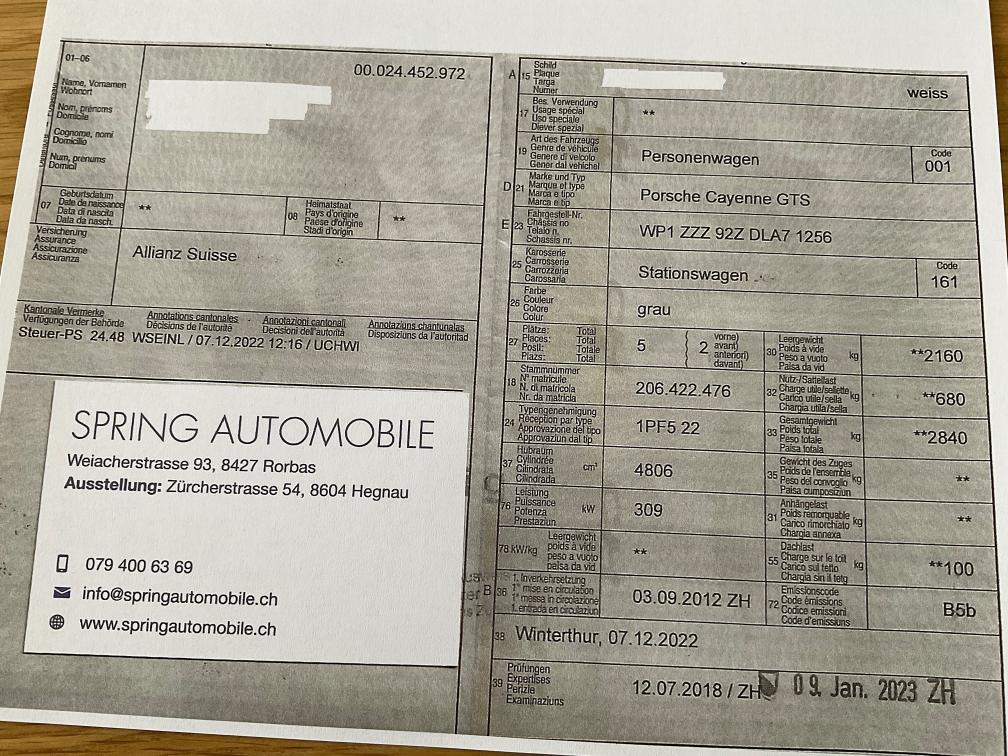 01–06
00.024.452.972
Name, Vornamen
Wohnort
Nom, prénoms
Domicile
Cognome, nomi
Domicilio
Num, prenums
Domicil
07
Geburtsdatum
Date de naissance
Data di nascita
Data da nasch.
**
08
Heimatstaat
Pays d'origine
Paese d'origine
Stadi d'origin
**
Versicherung
Assurance
Assicurazione
Assicuranza
Allianz Suisse
Kantonale Vermerke
Verfügungen der Behörde
Annotations cantonales
Décisions de l'autorité
Annotazioni cantonali
Decisioni dell'autorità
Annotaziuns chantunalas
Disposiziuns da l'autoritad
Steuer-PS 24.48 WSEINL / 07.12.2022 12:16 / UCHWI
SPRING AUTOMOBILE
Weiacherstrasse 93, 8427 Rorbas
Ausstellung: Zürcherstrasse 54, 8604 Hegnau
079 400 63 69
info@springautomobile.ch
www.springautomobile.ch
A 15
Schild
Plaque
Targa
Numer
weiss
17
Bes. Verwendung
Usage spécial
Uso speciale
Diever spezial
**
19
Art des Fahrzeugs
Genre de véhicule
Genere di veicolo
Gener dal vehichel
Personenwagen
Code
001
D 21
Marke und Typ
Marque et type
Marca e tipo
Marca e tip
Porsche Cayenne GTS
E 23
Fahrgestell-Nr.
Châssis no
Telaio n.
Schassis nr.
WP1 ZZZ 92Z DLA7 1256
25
Karosserie
Carrosserie
Carrozzeria
Carossaria
Stationswagen
Code
161
26
Farbe
Couleur
Colore
Colur
grau
27
Plätze: Total
Places: Total
Posti: Totale
Plazs: Total
5
( 2
vorne)
avant)
anteriori)
davant)
30
Leergewicht
Poids à vide
Peso a vuoto
Paisa da vid
kg
**2160
18
Stammnummer
N° matricule
N. di matricola
Nr. da matricla
206.422.476
32
Nutz-/Sattellast
Charge utile/sellette
Carico utile/sella
Chargia utila/sella
kg
**680
24
Typengenehmigung
Réception par type
Approvazione del tipo
Approvaziun dal tip
1PF5 22
33
Gesamtgewicht
Poids total
Peso totale
Paisa totala
kg
**2840
37
Hubraum
Cylindrée
Cilindrata
Cilindrada
cm³
4806
35
Gewicht des Zuges
Poids de l'ensemble
Peso del convoglio
Paisa cumposiziun
kg
**
76
Leistung
Puissance
Potenza
Prestaziun
kW
309
31
Anhängelast
Poids remorquable
Carico rimorchiato
Chargia annexa
kg
**
78 kW/kg
Leergewicht
poids à vide
peso a vuoto
paisa da vid
**
55
Dachlast
Charge sur le toit
Carico sul tetto
Chargia sin il tetg
kg
**100
B 36
1. Inverkehrsetzung
1re mise en circulation
1a messa in circolazione
1. entrada en circulaziun
03.09.2012 ZH
72
Emissionscode
Code émissions
Codice emissioni
Code d'emissiuns
B5b
38
Winterthur, 07.12.2022
39
Prüfungen
Expertises
Perizie
Examinaziuns
12.07.2018 / ZH
09. Jan. 2023 ZH